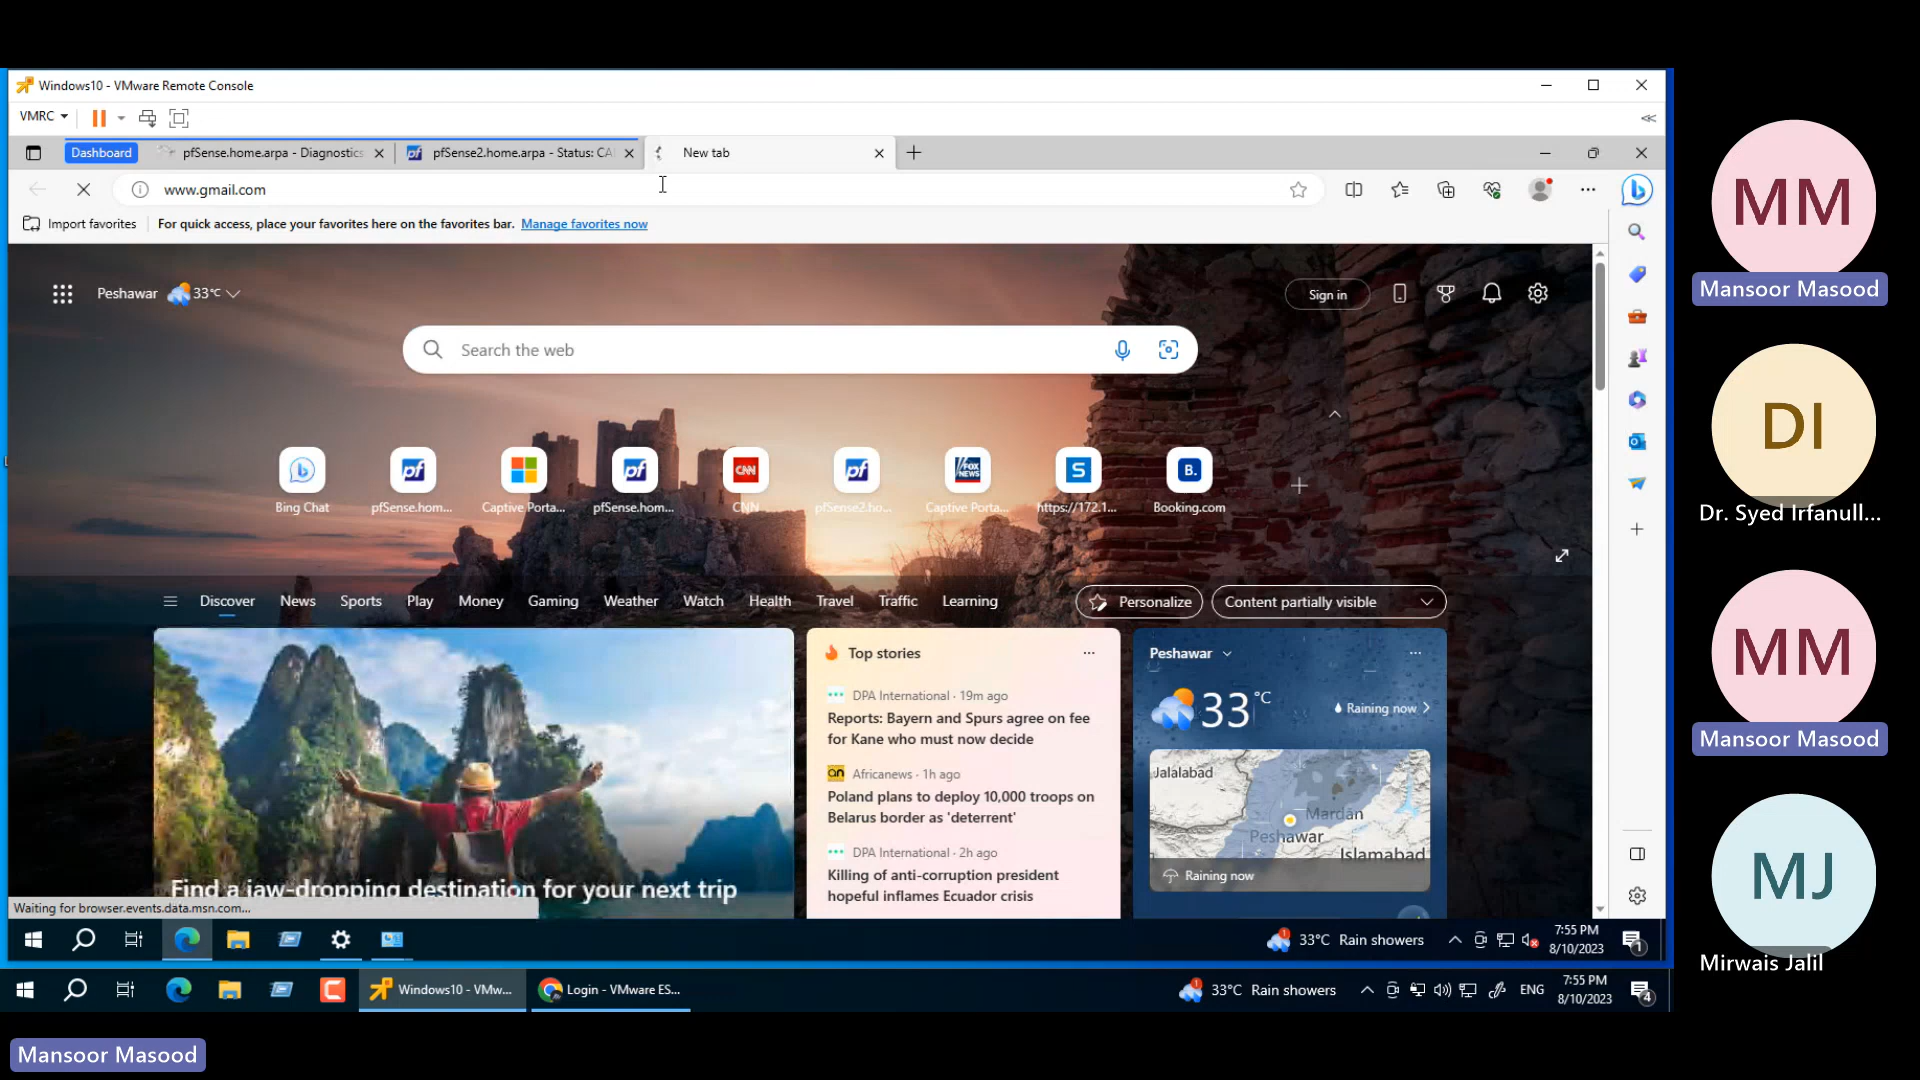 Windows10 - VMware Remote Console
VMRC
Dashboard
pfSense.home.arpa - Diagnostics
pfSense2.home.arpa - Status: CA
New tab
www.gmail.com
Import favorites
For quick access, place your favorites here on the favorites bar. Manage favorites now
Peshawar 33°C
Sign in
Search the web
Bing Chat
pfSense.hom...
Captive Porta...
pfSense.hom...
CNN
pfSense2.ho...
Captive Porta...
https://172.1...
Booking.com
Discover News Sports Play Money Gaming Weather Watch Health Travel Traffic Learning
Personalize
Content partially visible
Find a jaw-dropping destination for your next trip
Top stories
DPA International · 19m ago
Reports: Bayern and Spurs agree on fee
for Kane who must now decide
Africanews · 1h ago
Poland plans to deploy 10,000 troops on
Belarus border as 'deterrent'
DPA International · 2h ago
Killing of anti-corruption president
hopeful inflames Ecuador crisis
Peshawar
33 °C
Raining now
Jalalabad
Mardan
Peshawar
Islamabad
Raining now
Waiting for browser.events.data.msn.com...
33°C Rain showers
7:55 PM
8/10/2023
1
Windows10 - VMw...
Login - VMware ES...
33°C Rain showers
ENG
7:55 PM
8/10/2023
4
MM
Mansoor Masood
DI
Dr. Syed Irfanull...
MM
Mansoor Masood
MJ
Mirwais Jalil
Mansoor Masood